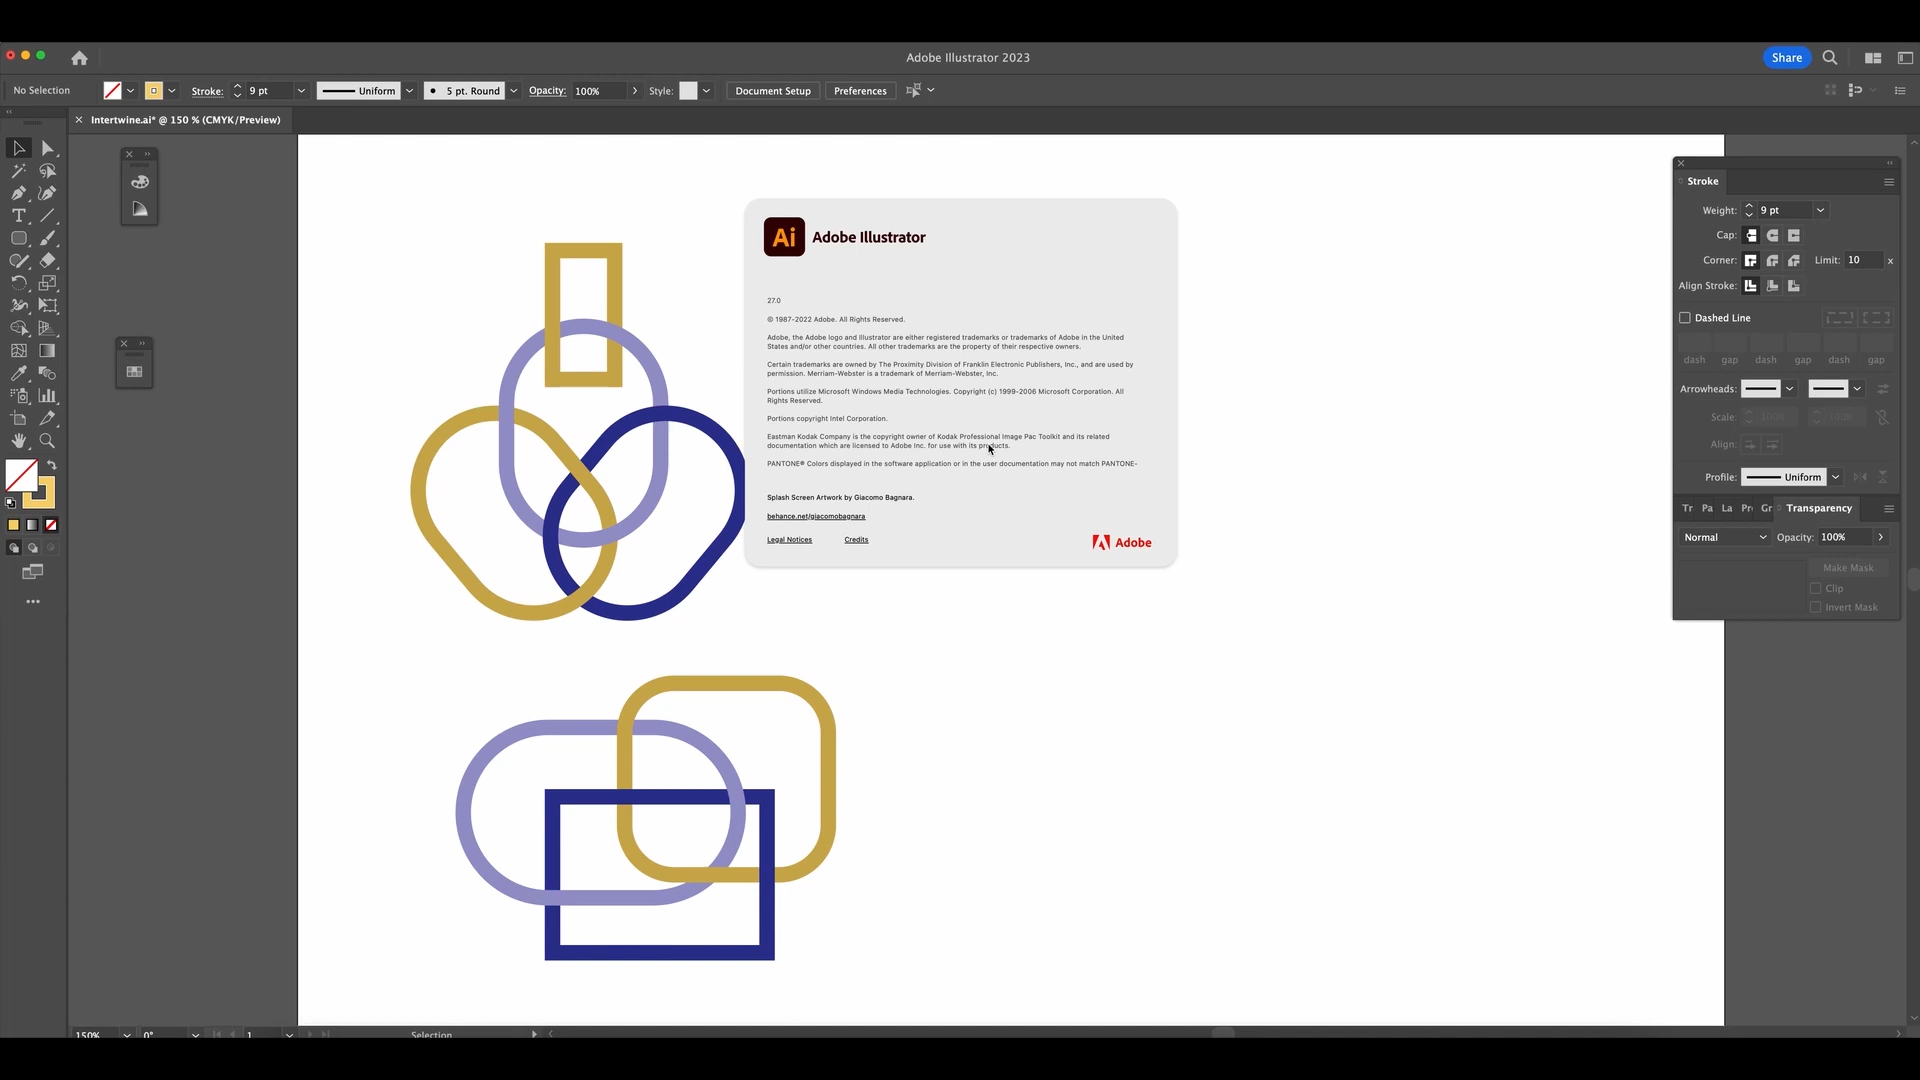 Adobe Illustrator 2023
Share
No Selection
Stroke: 9 pt
Uniform
5 pt. Round
Opacity: 100%
Style:
Document Setup
Preferences
Intertwine.ai* @ 150 % (CMYK/Preview)
Ai Adobe Illustrator
27.0
© 1987-2022 Adobe. All Rights Reserved.
Adobe, the Adobe logo and Illustrator are either registered trademarks or trademarks of Adobe in the United
States and/or other countries. All other trademarks are the property of their respective owners.
Certain trademarks are owned by The Proximity Division of Franklin Electronic Publishers, Inc., and are used by
permission. Merriam-Webster is a trademark of Merriam-Webster, Inc.
Portions utilize Microsoft Windows Media Technologies. Copyright (c) 1999-2006 Microsoft Corporation. All
Rights Reserved.
Portions copyright Intel Corporation.
Eastman Kodak Company is the copyright owner of Kodak Professional Image Pac Toolkit and its related
documentation which are licensed to Adobe Inc. for use with its products.
PANTONE® Colors displayed in the software application or in the user documentation may not match PANTONE-
Splash Screen Artwork by Giacomo Bagnara.
behance.net/giacomobagnara
Legal Notices Credits
Adobe
Stroke
Weight: 9 pt
Cap:
Corner: Limit: 10 x
Align Stroke:
Dashed Line
dash gap dash gap dash gap
Arrowheads:
Scale: 100% 100%
Align:
Profile: Uniform
Tr Pa La Pr Gr Transparency
Normal Opacity: 100%
Make Mask
Clip
Invert Mask
150% 0° 1 Selection